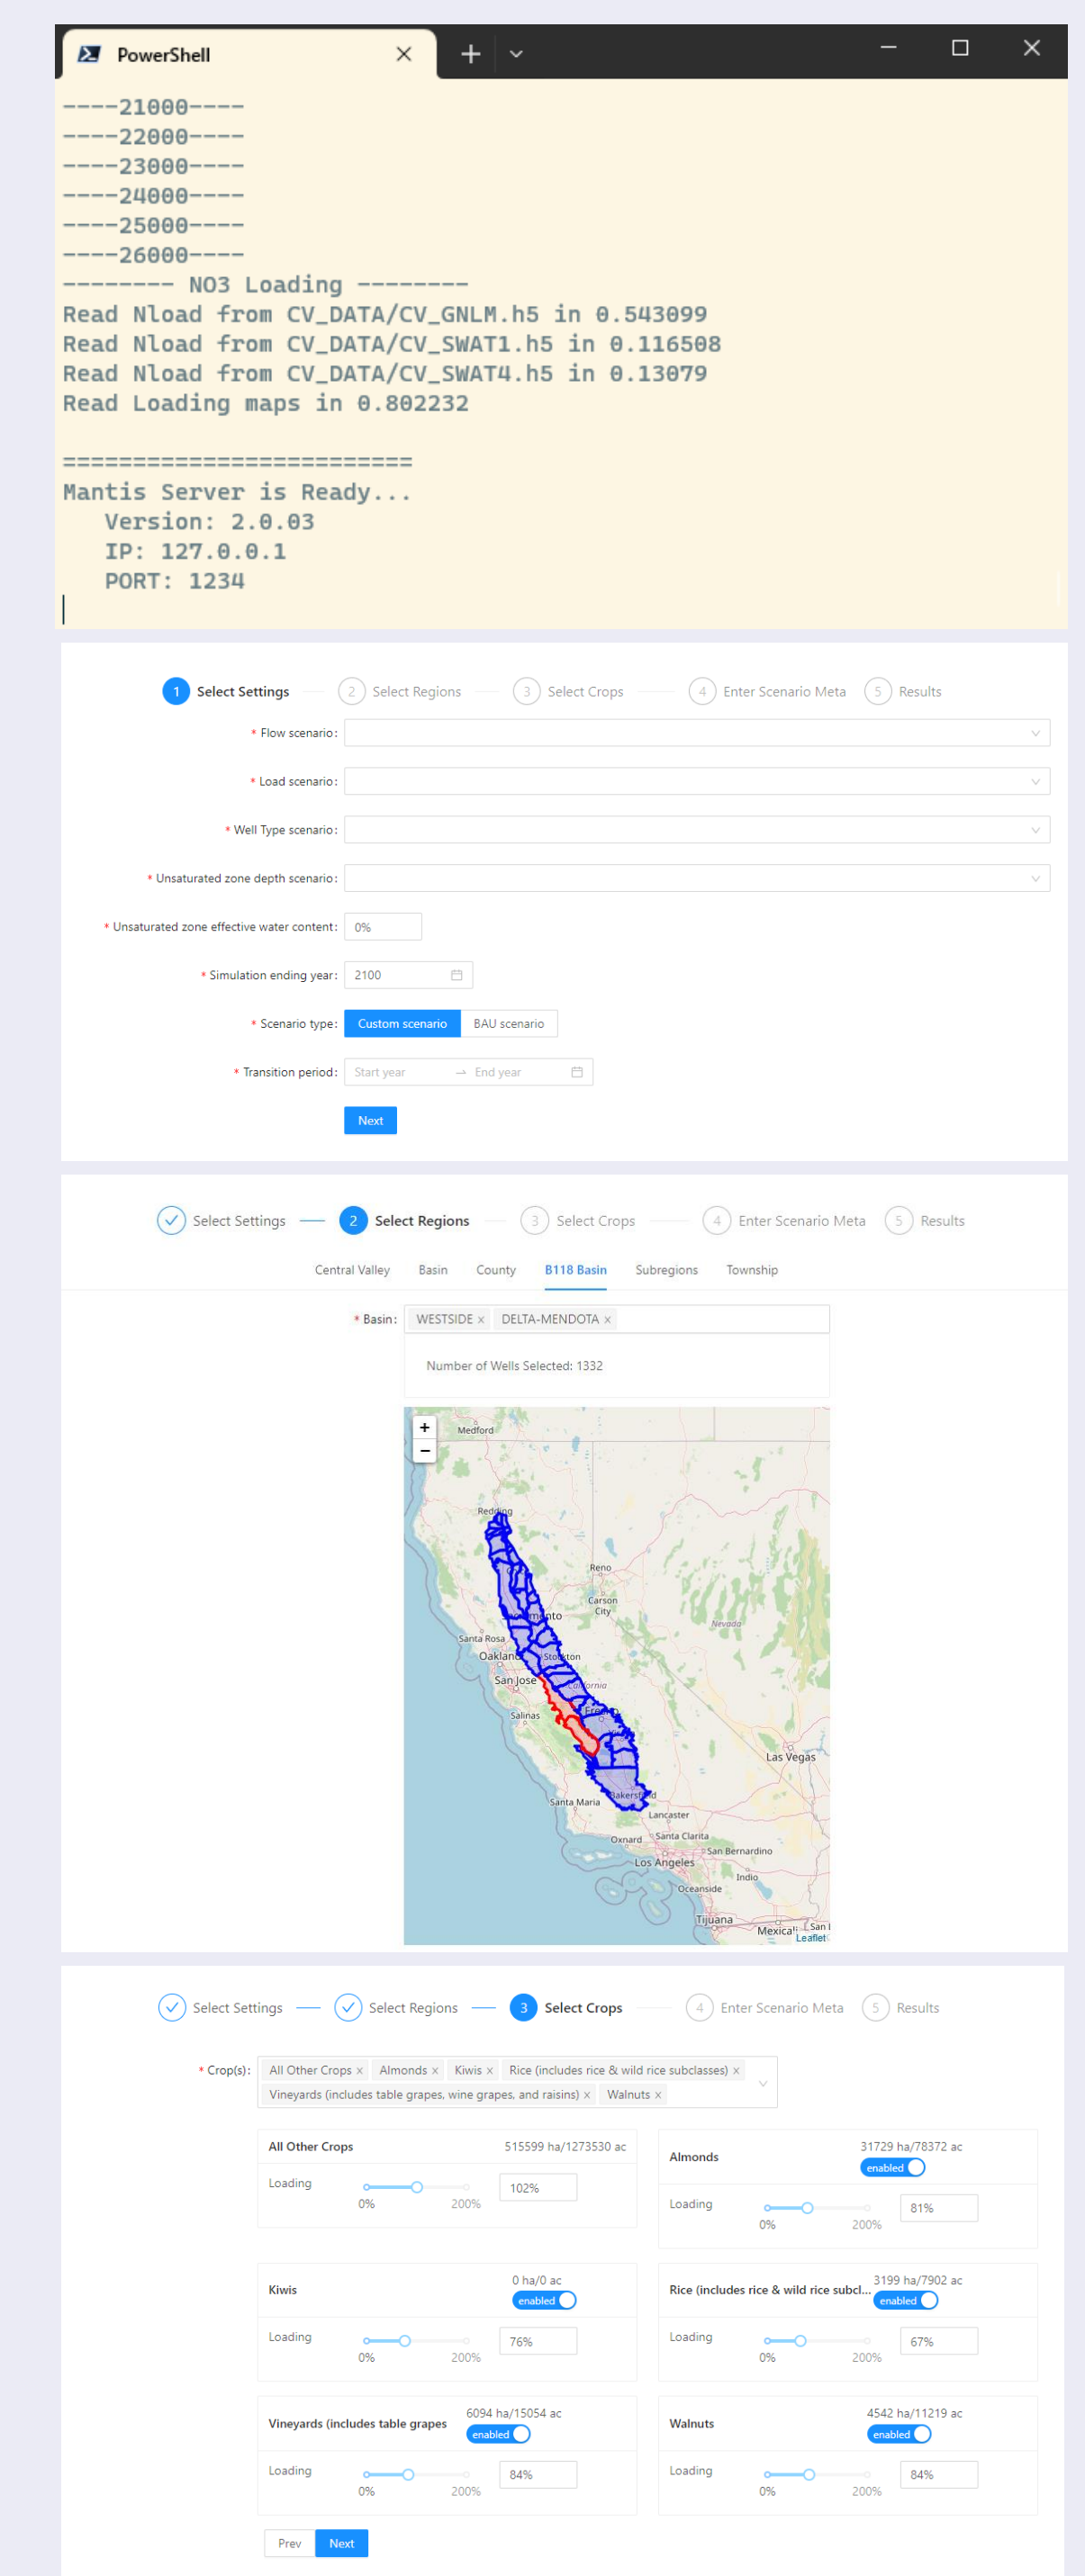 PowerShell
----21000----
----22000----
----23000----
----24000----
----25000----
----26000----
-------- NO3 Loading --------
Read Nload from CV_DATA/CV_GNLM.h5 in 0.543099
Read Nload from CV_DATA/CV_SWAT1.h5 in 0.116508
Read Nload from CV_DATA/CV_SWAT4.h5 in 0.13079
Read Loading maps in 0.802232
=========================
Mantis Server is Ready...
Version: 2.0.03
IP: 127.0.0.1
PORT: 1234
1 Select Settings 2 Select Regions 3 Select Crops 4 Enter Scenario Meta 5 Results
* Flow scenario:
* Load scenario:
* Well Type scenario:
* Unsaturated zone depth scenario:
* Unsaturated zone effective water content: 0%
* Simulation ending year: 2100
* Scenario type: Custom scenario BAU scenario
* Transition period: Start year → End year
Next
Select Settings 2 Select Regions 3 Select Crops 4 Enter Scenario Meta 5 Results
Central Valley Basin County B118 Basin Subregions Township
* Basin: WESTSIDE × DELTA-MENDOTA ×
Number of Wells Selected: 1332
+
−
Medford
Redding
Reno
Carson
City
Nevada
Santa Rosa
Oakland
Stockton
San Jose
Salinas
Las Vegas
Bakersfield
Santa Maria
Lancaster
Oxnard
Santa Clarita
San Bernardino
Los Angeles
Indio
Oceanside
Tijuana
Mexicali
Leaflet
Select Settings Select Regions 3 Select Crops 4 Enter Scenario Meta 5 Results
* Crop(s): All Other Crops × Almonds × Kiwis × Rice (includes rice & wild rice subclasses) ×
Vineyards (includes table grapes, wine grapes, and raisins) × Walnuts ×
All Other Crops 515599 ha/1273530 ac
Loading 102%
0% 200%
Almonds 31729 ha/78372 ac
enabled
Loading 81%
0% 200%
Kiwis 0 ha/0 ac
enabled
Loading 76%
0% 200%
Rice (includes rice & wild rice subcl... 3199 ha/7902 ac
enabled
Loading 67%
0% 200%
Vineyards (includes table grapes 6094 ha/15054 ac
enabled
Loading 84%
0% 200%
Walnuts 4542 ha/11219 ac
enabled
Loading 84%
0% 200%
Prev Next